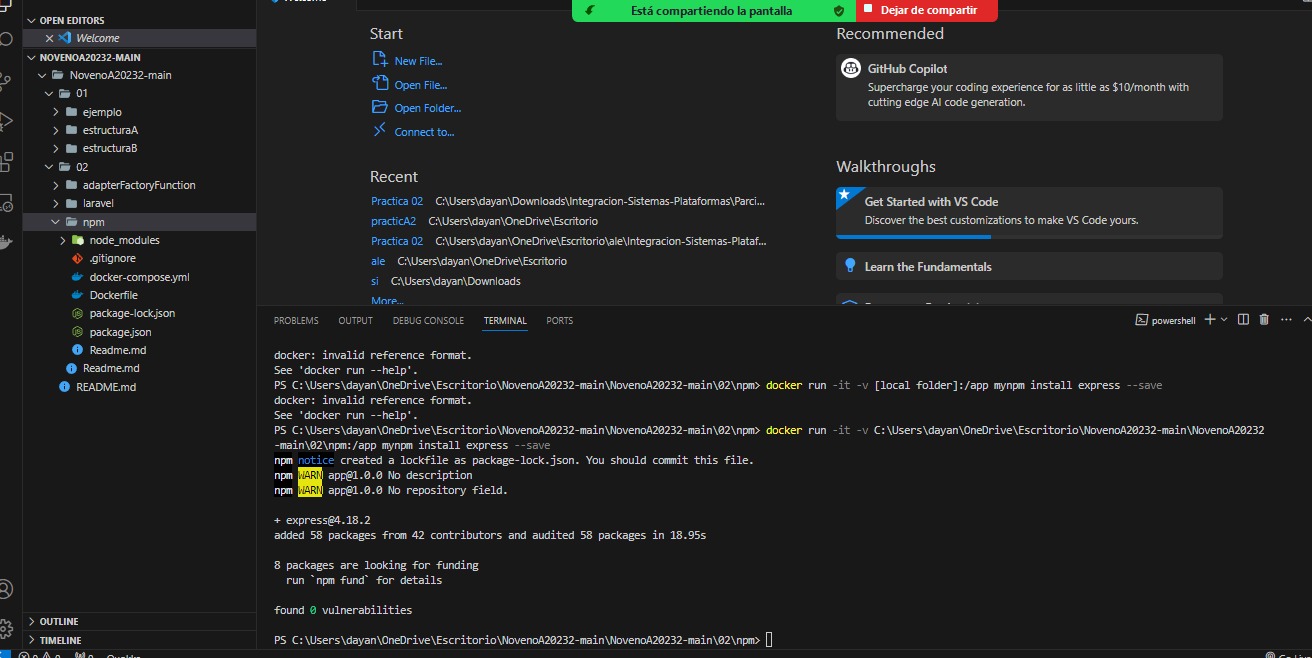 Welcome
Está compartiendo la pantalla
Dejar de compartir
OPEN EDITORS
Welcome
NOVENOA20232-MAIN
NovenoA20232-main
01
ejemplo
estructuraA
estructuraB
02
adapterFactoryFunction
laravel
npm
node_modules
.gitignore
docker-compose.yml
Dockerfile
package-lock.json
package.json
Readme.md
Readme.md
README.md
OUTLINE
TIMELINE
Start
New File...
Open File...
Open Folder...
Connect to...
Recent
Practica 02 C:\Users\dayan\Downloads\Integracion-Sistemas-Plataformas\Parci...
practicA2 C:\Users\dayan\OneDrive\Escritorio
Practica 02 C:\Users\dayan\OneDrive\Escritorio\ale\Integracion-Sistemas-Plataf...
ale C:\Users\dayan\OneDrive\Escritorio
si C:\Users\dayan\Downloads
More...
Recommended
GitHub Copilot
Supercharge your coding experience for as little as $10/month with
cutting edge AI code generation.
Walkthroughs
Get Started with VS Code
Discover the best customizations to make VS Code yours.
Learn the Fundamentals
PROBLEMS OUTPUT DEBUG CONSOLE TERMINAL PORTS
powershell
docker: invalid reference format.
See 'docker run --help'.
PS C:\Users\dayan\OneDrive\Escritorio\NovenoA20232-main\NovenoA20232-main\02\npm> docker run -it -v [local folder]:/app mynpm install express --save
docker: invalid reference format.
See 'docker run --help'.
PS C:\Users\dayan\OneDrive\Escritorio\NovenoA20232-main\NovenoA20232-main\02\npm> docker run -it -v C:\Users\dayan\OneDrive\Escritorio\NovenoA20232-main\NovenoA20232
-main\02\npm:/app mynpm install express --save
npm notice created a lockfile as package-lock.json. You should commit this file.
npm WARN app@1.0.0 No description
npm WARN app@1.0.0 No repository field.
+ express@4.18.2
added 58 packages from 42 contributors and audited 58 packages in 18.95s
8 packages are looking for funding
run `npm fund` for details
found 0 vulnerabilities
PS C:\Users\dayan\OneDrive\Escritorio\NovenoA20232-main\NovenoA20232-main\02\npm>